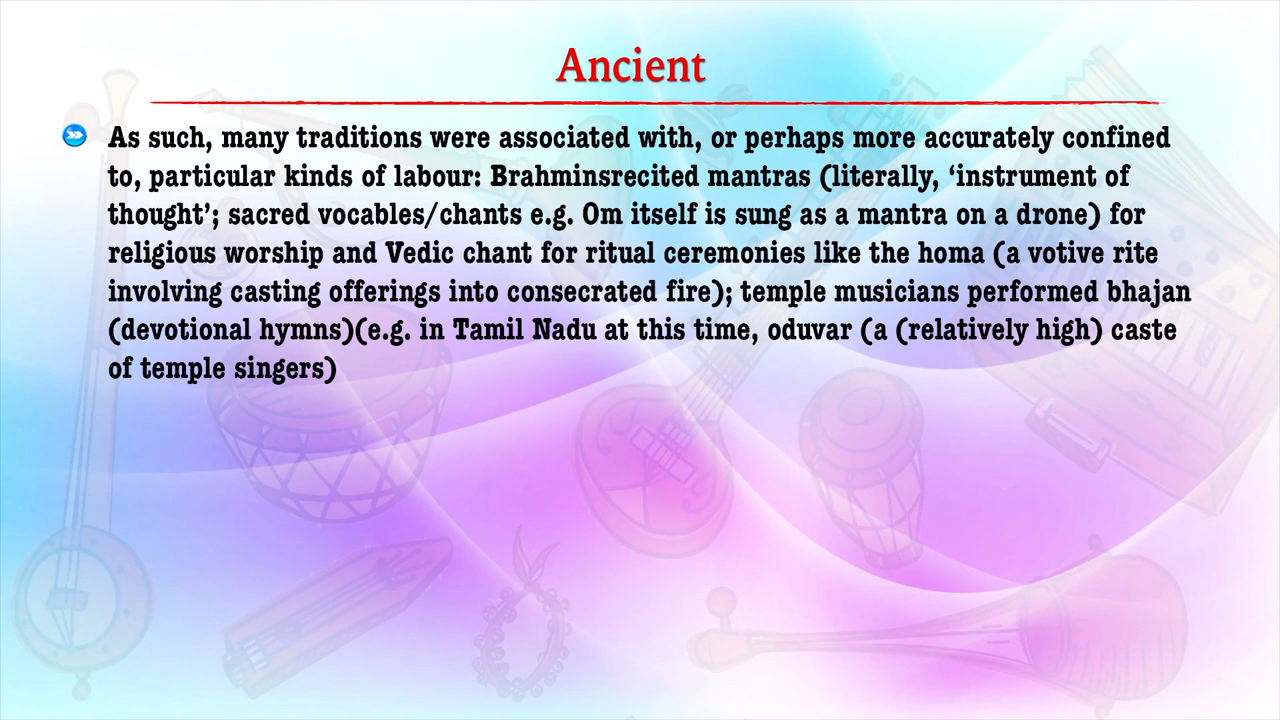 Ancient
As such, many traditions were associated with, or perhaps more accurately confined
to, particular kinds of labour: Brahminsrecited mantras (literally, ‘instrument of
thought’; sacred vocables/chants e.g. Om itself is sung as a mantra on a drone) for
religious worship and Vedic chant for ritual ceremonies like the homa (a votive rite
involving casting offerings into consecrated fire); temple musicians performed bhajan
(devotional hymns)(e.g. in Tamil Nadu at this time, oduvar (a (relatively high) caste
of temple singers)